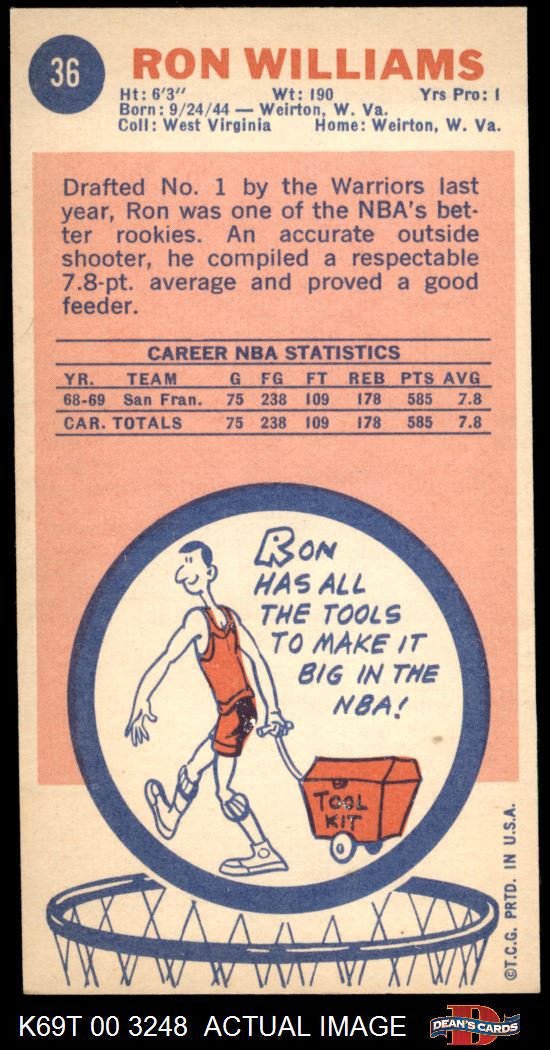 36
RON WILLIAMS
Ht: 6'3" Wt: 190 Yrs Pro: 1
Born: 9/24/44 — Weirton, W. Va.
Coll: West Virginia Home: Weirton, W. Va.
Drafted No. 1 by the Warriors last
year, Ron was one of the NBA's bet-
ter rookies. An accurate outside
shooter, he compiled a respectable
7.8-pt. average and proved a good
feeder.
CAREER NBA STATISTICS
YR. TEAM G FG FT REB PTS AVG
68-69 San Fran. 75 238 109 178 585 7.8
CAR. TOTALS 75 238 109 178 585 7.8
RON
HAS ALL
THE TOOLS
TO MAKE IT
BIG IN THE
NBA!
TOOL
KIT
©T.C.G. PRTD. IN U.S.A.
K69T 00 3248 ACTUAL IMAGE
D
DEAN'S CARDS